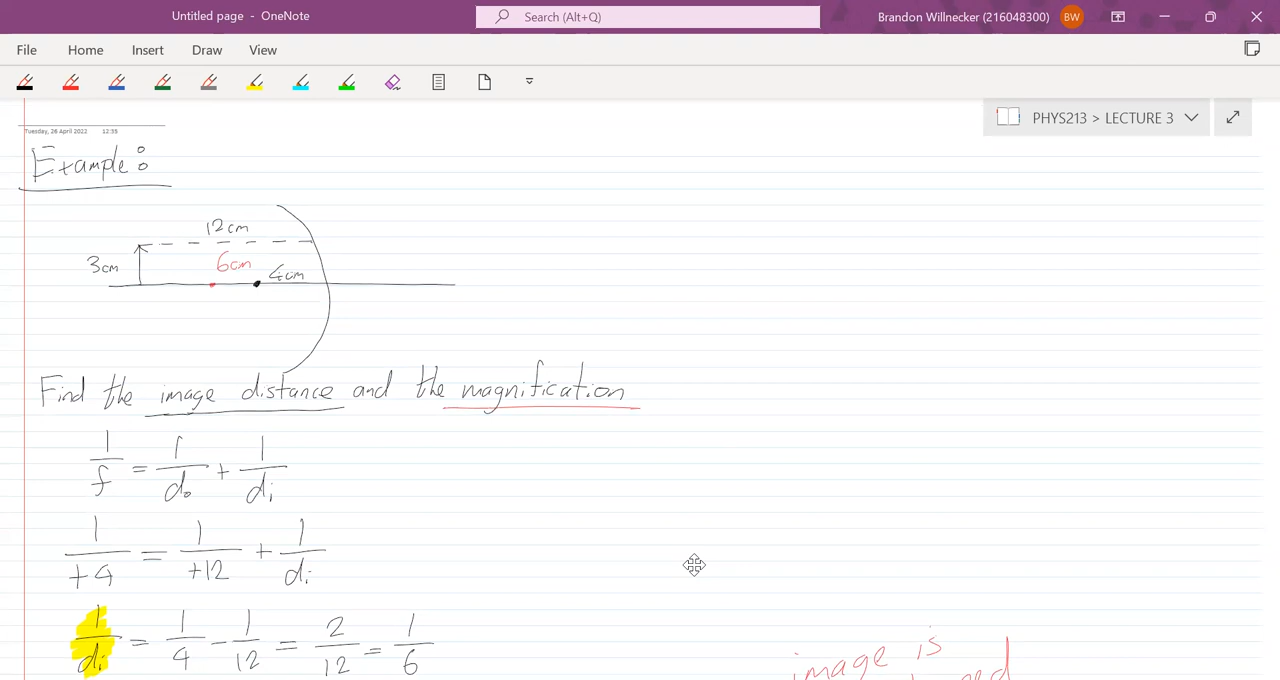 Untitled page - OneNote
Search (Alt+Q)
Brandon Willnecker (216048300)
BW
File Home Insert Draw View
PHYS213 > LECTURE 3
Tuesday, 26 April 2022 12:35
Example:
12cm
3cm
6cm
4cm
Find the image distance and the magnification
1/f = 1/do + 1/di
1/+4 = 1/+12 + 1/di
1/di = 1/4 - 1/12 = 2/12 = 1/6
image is